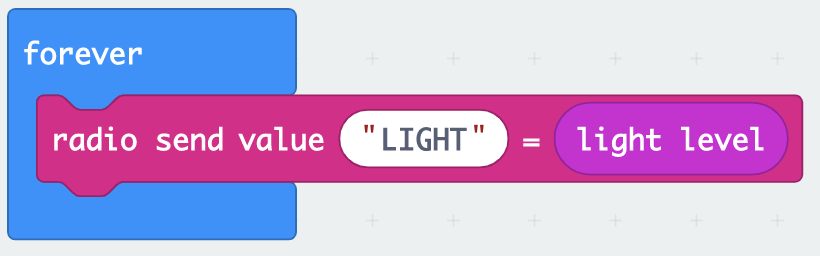 forever
radio send value "LIGHT" = light level